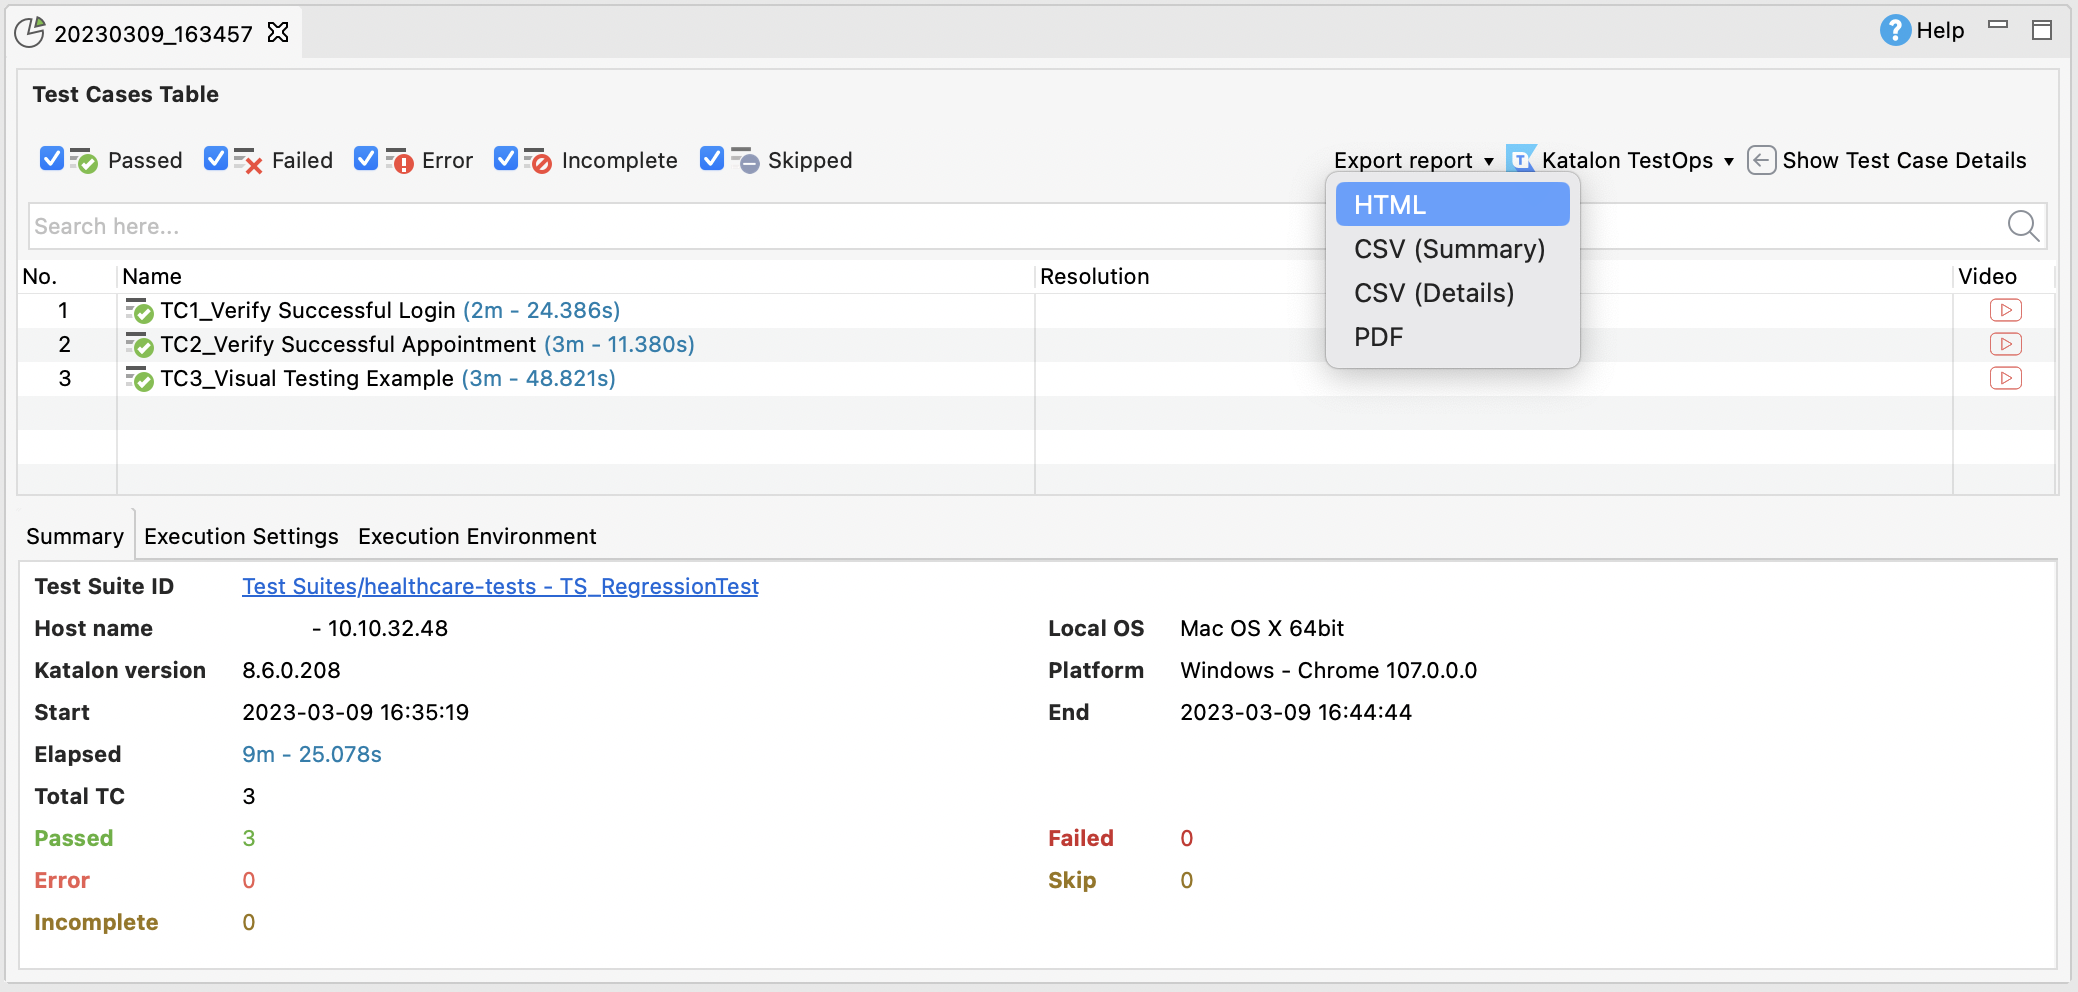 20230309_163457
Help
Test Cases Table
Passed Failed Error Incomplete Skipped Export report Katalon TestOps Show Test Case Details
HTML
CSV (Summary)
CSV (Details)
PDF
Search here...
No. Name Resolution Video
1 TC1_Verify Successful Login (2m - 24.386s)
2 TC2_Verify Successful Appointment (3m - 11.380s)
3 TC3_Visual Testing Example (3m - 48.821s)
Summary Execution Settings Execution Environment
Test Suite ID Test Suites/healthcare-tests - TS_RegressionTest
Host name - 10.10.32.48 Local OS Mac OS X 64bit
Katalon version 8.6.0.208 Platform Windows - Chrome 107.0.0.0
Start 2023-03-09 16:35:19 End 2023-03-09 16:44:44
Elapsed 9m - 25.078s
Total TC 3
Passed 3 Failed 0
Error 0 Skip 0
Incomplete 0